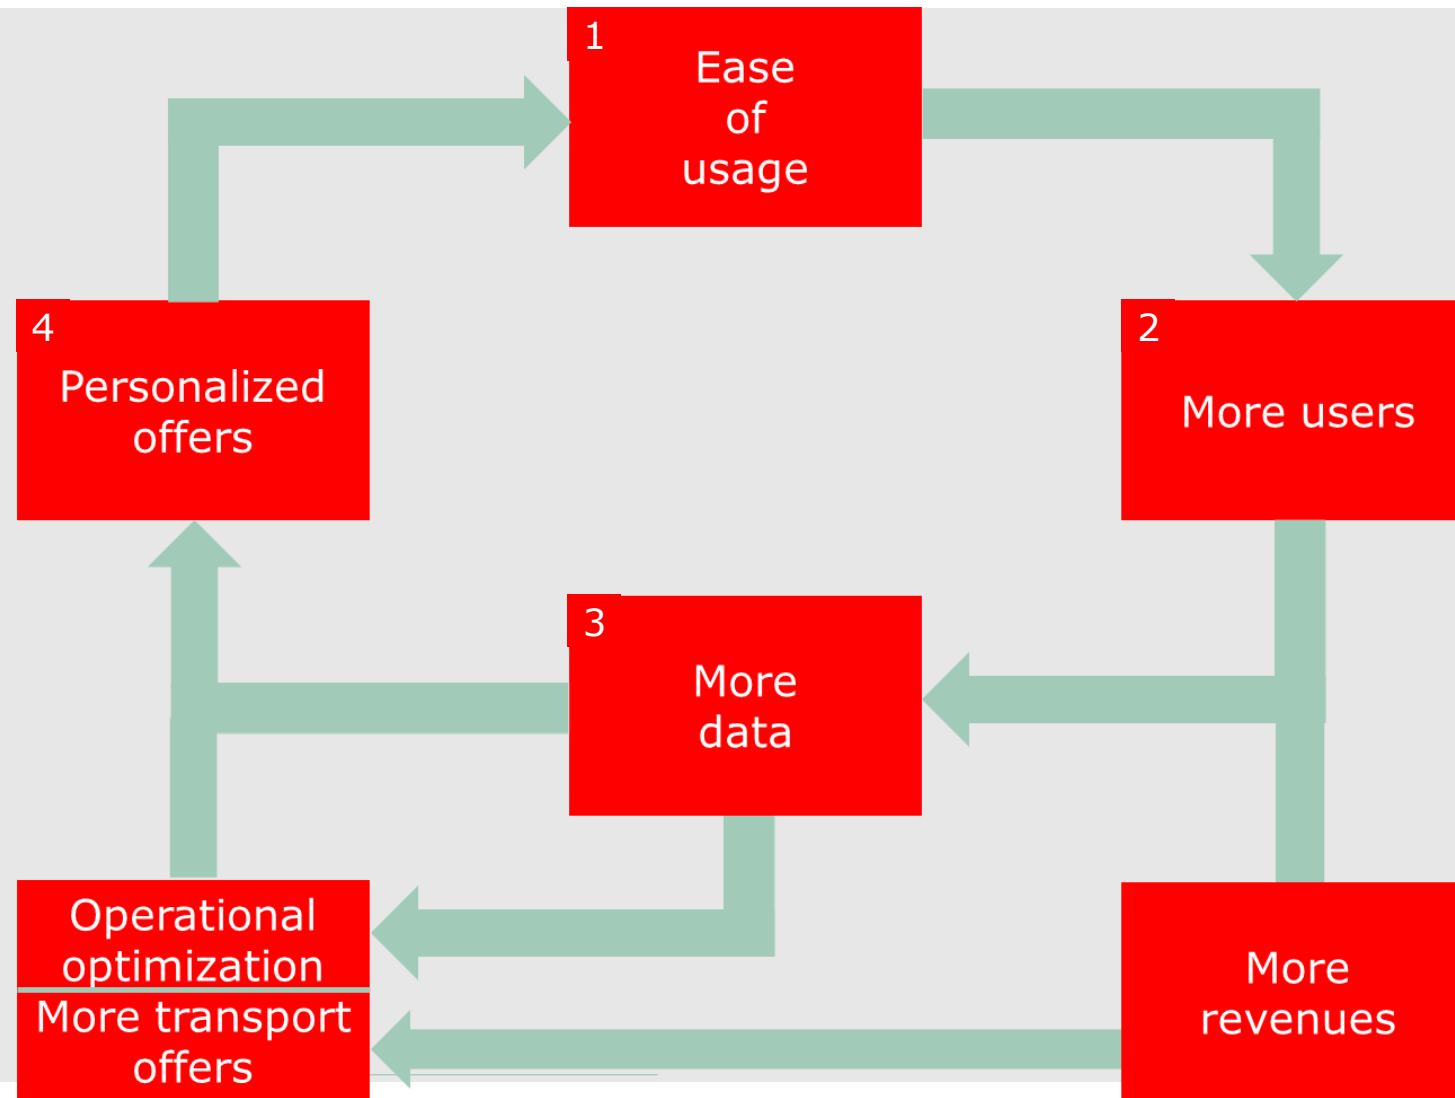 1
Ease
of
usage
4
Personalized
offers
2
More users
3
More
data
Operational
optimization
More transport
offers
More
revenues